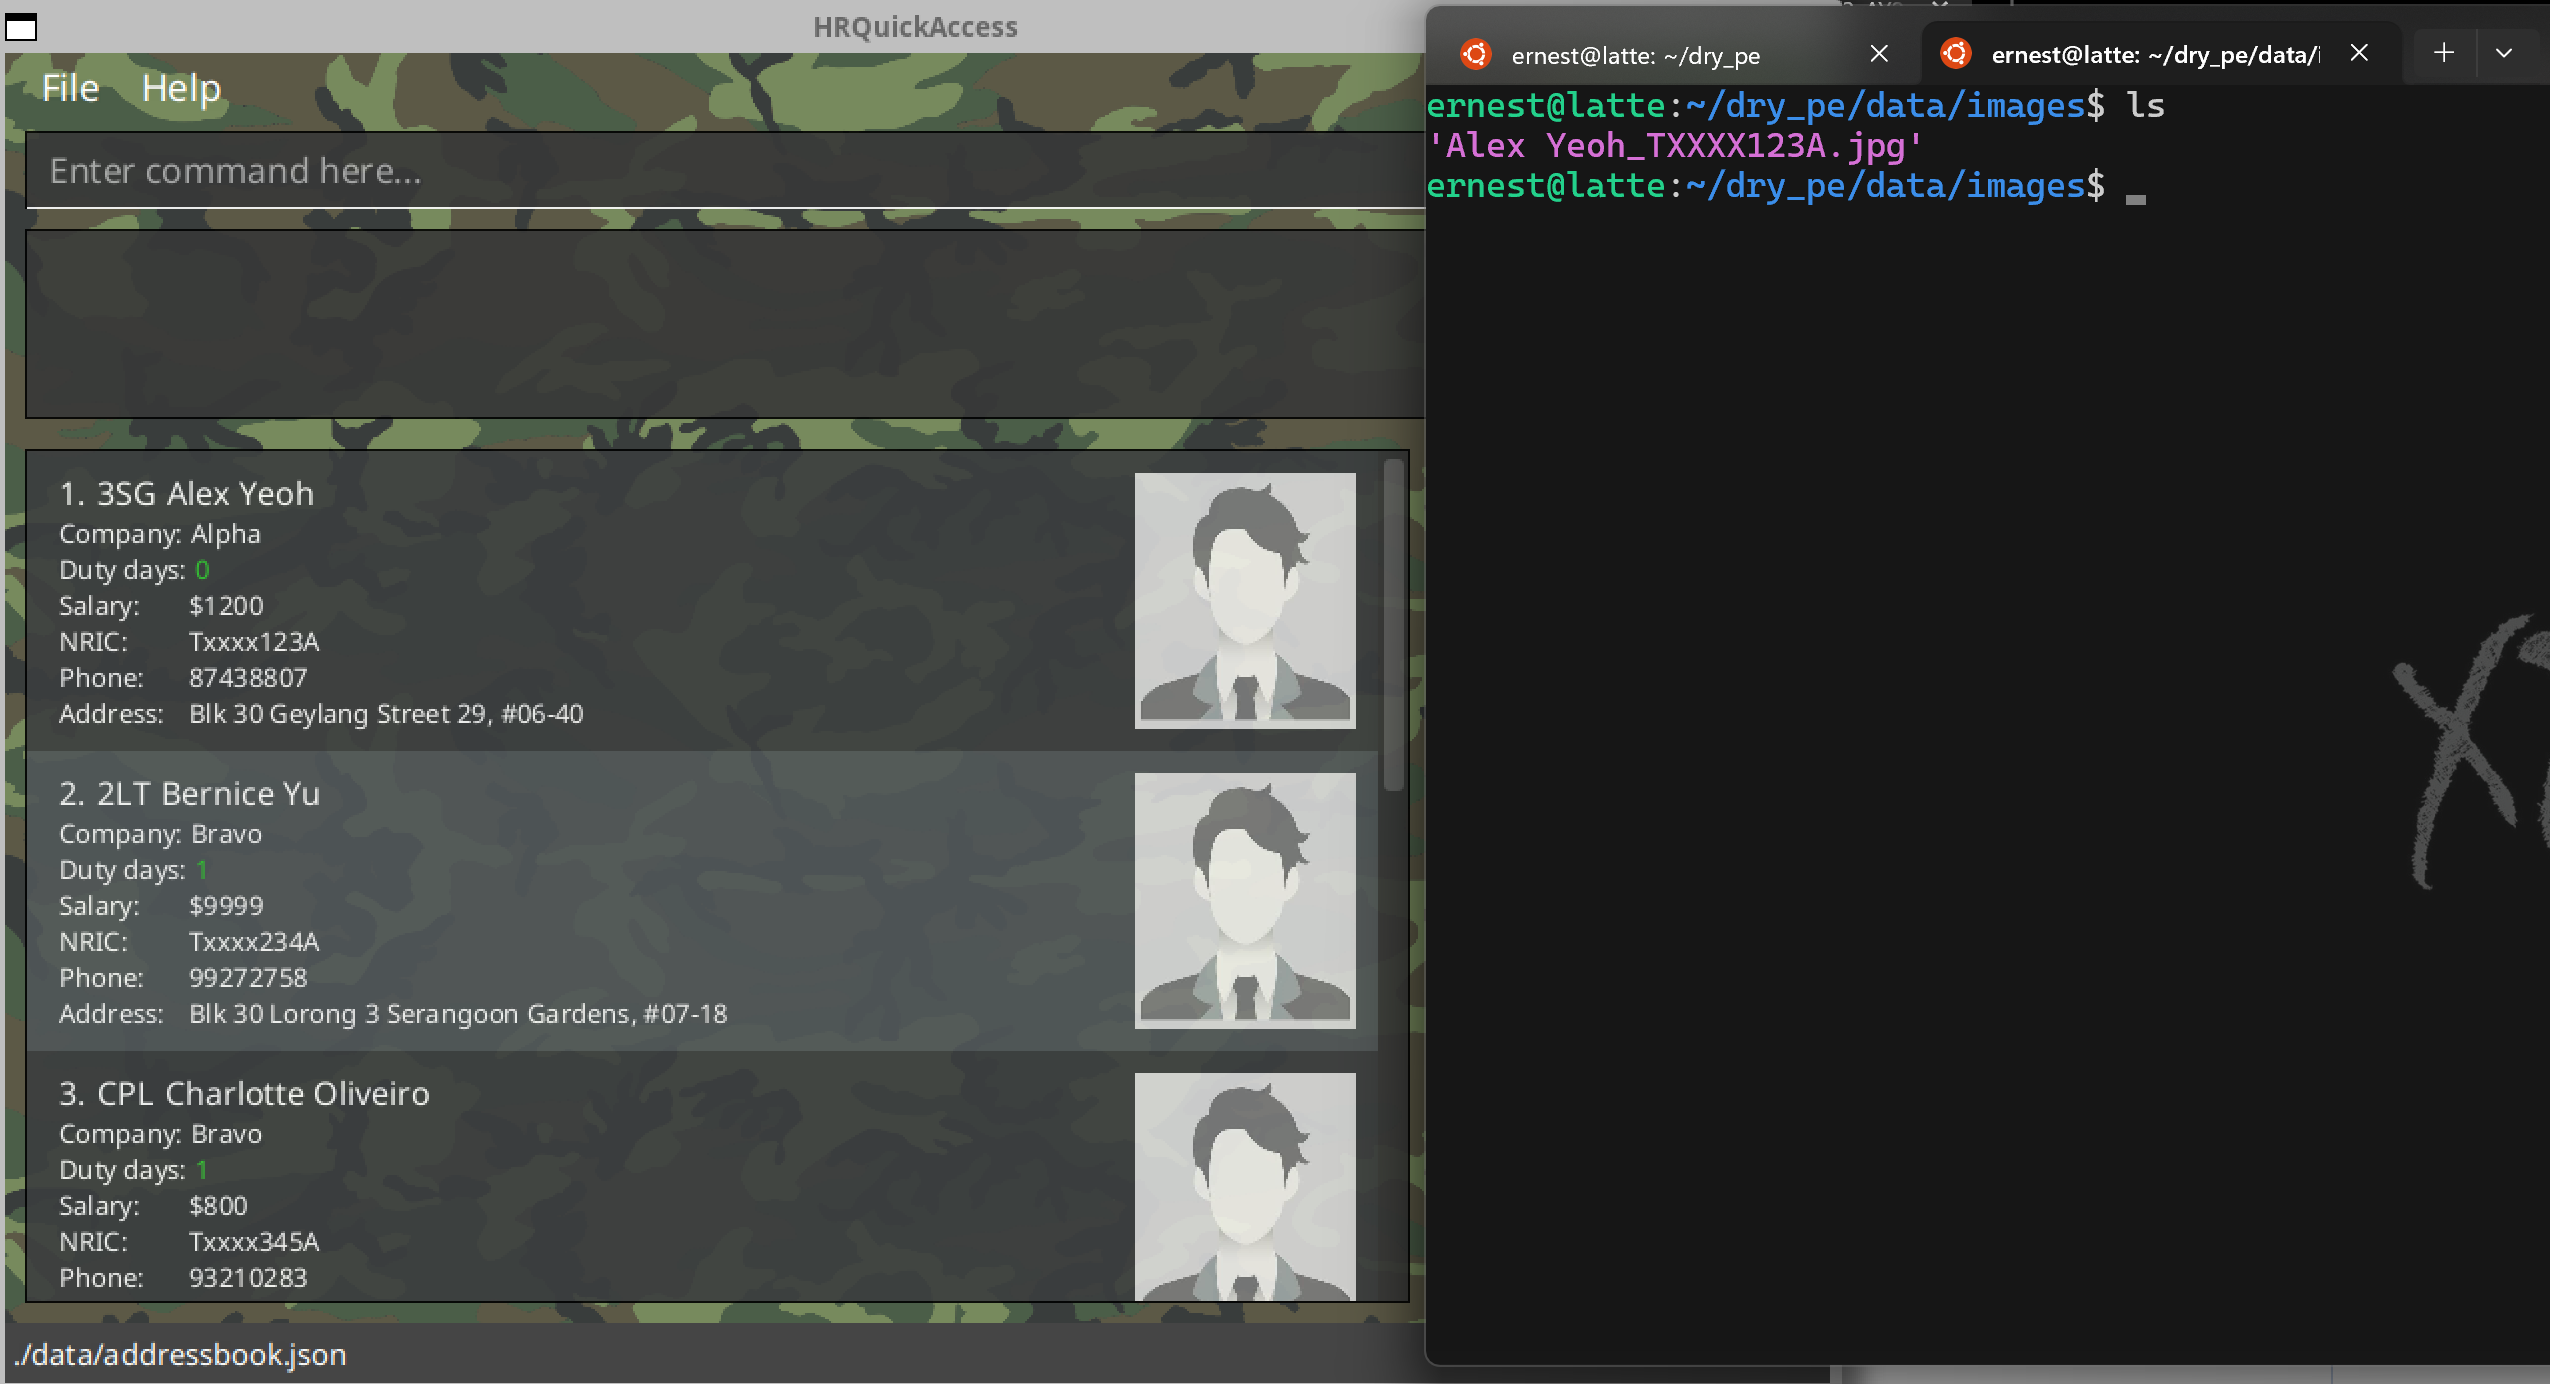 HRQuickAccess
File Help
Enter command here...
1. 3SG Alex Yeoh
Company: Alpha
Duty days: 0
Salary: $1200
NRIC: Txxxx123A
Phone: 87438807
Address: Blk 30 Geylang Street 29, #06-40
2. 2LT Bernice Yu
Company: Bravo
Duty days: 1
Salary: $9999
NRIC: Txxxx234A
Phone: 99272758
Address: Blk 30 Lorong 3 Serangoon Gardens, #07-18
3. CPL Charlotte Oliveiro
Company: Bravo
Duty days: 1
Salary: $800
NRIC: Txxxx345A
Phone: 93210283
./data/addressbook.json
ernest@latte: ~/dry_pe
ernest@latte: ~/dry_pe/data/i
ernest@latte:~/dry_pe/data/images$ ls
'Alex Yeoh_TXXXX123A.jpg'
ernest@latte:~/dry_pe/data/images$